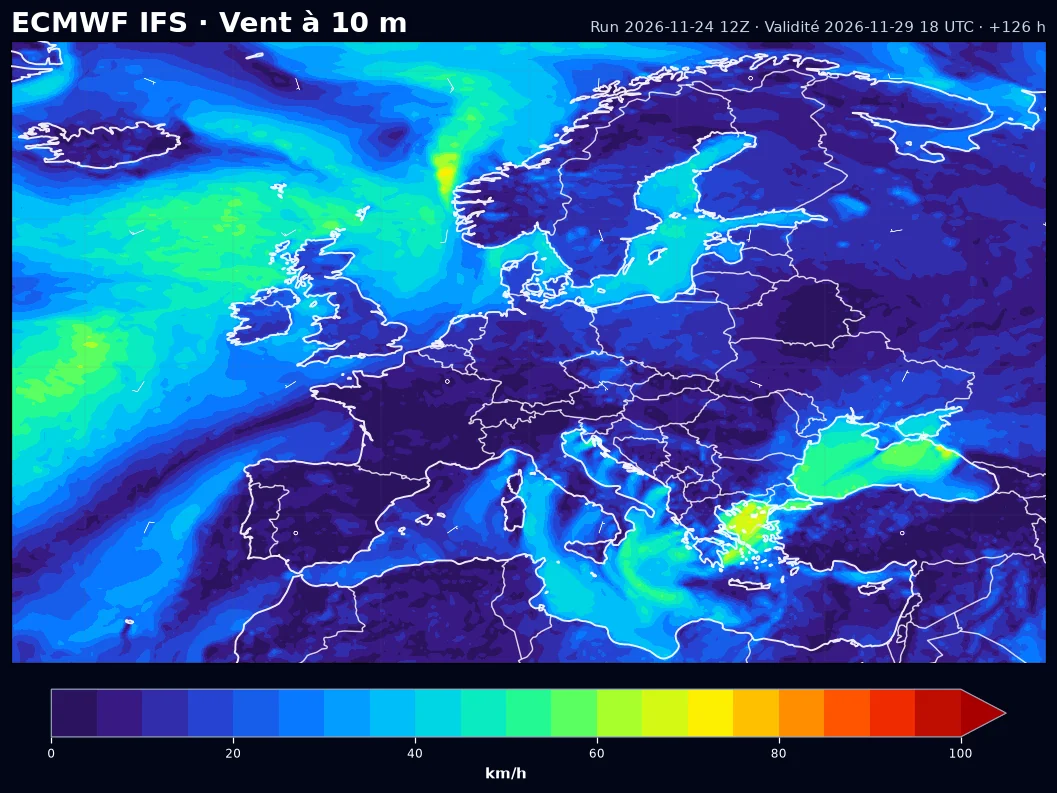 ECMWF IFS · Vent à 10 m
Run 2026-11-24 12Z · Validité 2026-11-29 18 UTC · +126 h
0 20 40 60 80 100
km/h